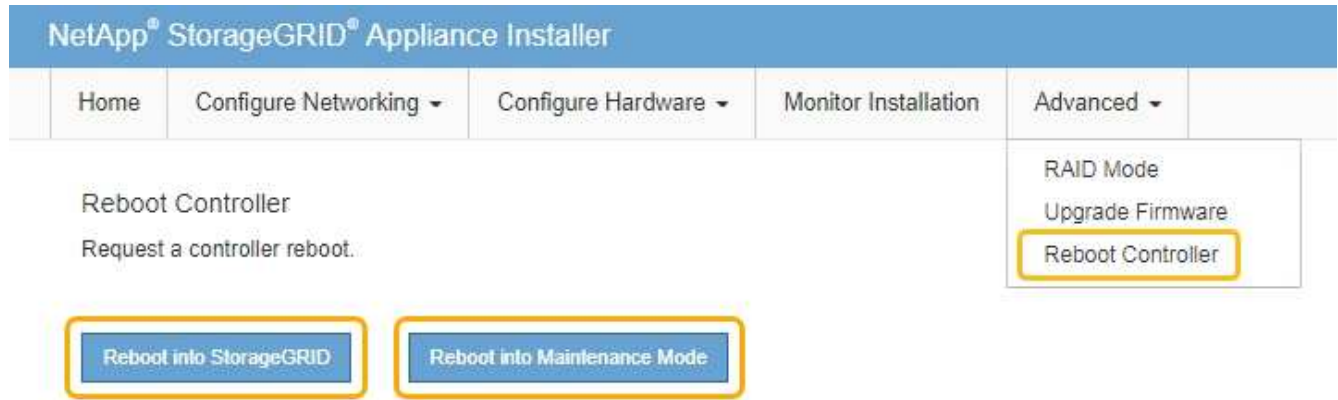 NetApp® StorageGRID® Appliance Installer
Home Configure Networking Configure Hardware Monitor Installation Advanced
RAID Mode
Upgrade Firmware
Reboot Controller
Reboot Controller
Request a controller reboot.
Reboot into StorageGRID Reboot into Maintenance Mode